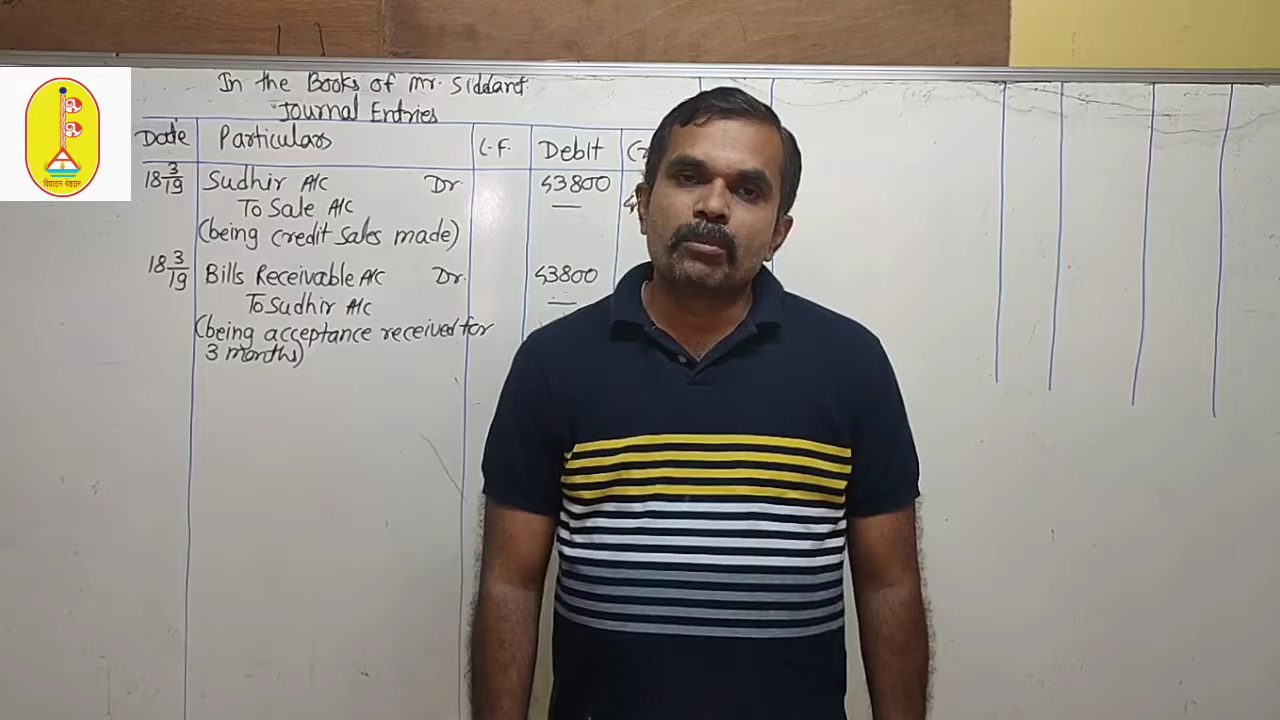 In the Books of Mr. Siddarth
Journal Entries
Date Particulars L.F. Debit
18 3/19 Sudhir A/c Dr. 43800
To Sale A/c
(being credit sales made)
18 3/19 Bills Receivable A/c Dr. 43800
To Sudhir A/c
(being acceptance received for
3 months)